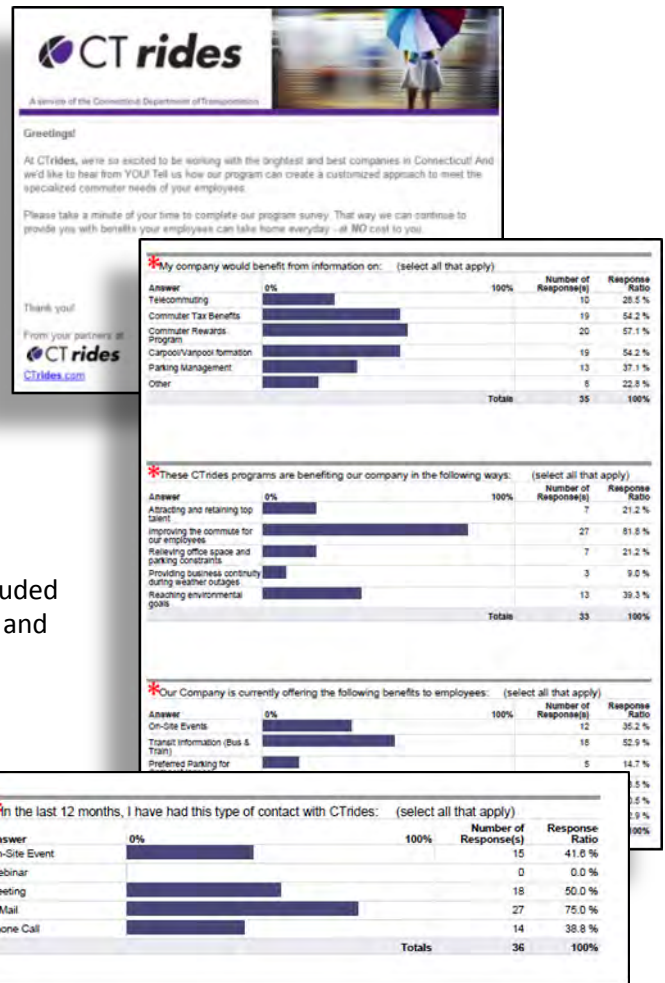 CT rides
A service of the Connecticut Department of Transportation
Greetings!
At CTrides, we're so excited to be working with the brightest and best companies in Connecticut! And
we'd like to hear from YOU! Tell us how our program can create a customized approach to meet the
specialized commuter needs of your employees.
Please take a minute of your time to complete our program survey. That way we can continue to
provide you with benefits your employees can take home everyday - at NO cost to you.
Thank you!
From your partners at
CT rides
CTrides.com
*My company would benefit from information on: (select all that apply)
Answer 0% 100% Number of Response(s) Response Ratio
Telecommuting 10 28.5 %
Commuter Tax Benefits 19 54.2 %
Commuter Rewards
Program 20 57.1 %
Carpool/Vanpool formation 19 54.2 %
Parking Management 13 37.1 %
Other 8 22.8 %
Totals 35 100%
*These CTrides programs are benefiting our company in the following ways: (select all that apply)
Answer 0% 100% Number of Response(s) Response Ratio
Attracting and retaining top
talent 7 21.2 %
Improving the commute for
our employees 27 81.8 %
Relieving office space and
parking constraints 7 21.2 %
Providing business continuity
during weather outages 3 9.0 %
Reaching environmental
goals 13 39.3 %
Totals 33 100%
uded
and
*Our Company is currently offering the following benefits to employees: (select all that apply)
Answer 0% 100% Number of Response(s) Response Ratio
On-Site Events 12 35.2 %
Transit Information (Bus &
Train) 18 52.9 %
Preferred Parking for 5 14.7 %
.5 %
.5 %
2.9 %
100%
In the last 12 months, I have had this type of contact with CTrides: (select all that apply)
nswer 0% 100% Number of Response(s) Response Ratio
n-Site Event 15 41.6 %
ebinar 0 0.0 %
eeting 18 50.0 %
Mail 27 75.0 %
hone Call 14 38.8 %
Totals 36 100%